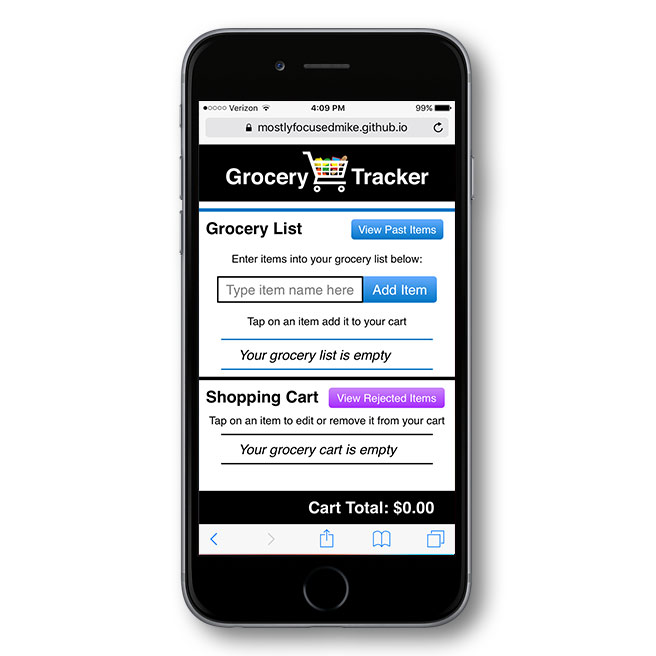 Verizon 4:09 PM 99%
mostlyfocusedmike.github.io
Grocery Tracker
Grocery List View Past Items
Enter items into your grocery list below:
Type item name here Add Item
Tap on an item add it to your cart
Your grocery list is empty
Shopping Cart View Rejected Items
Tap on an item to edit or remove it from your cart
Your grocery cart is empty
Cart Total: $0.00